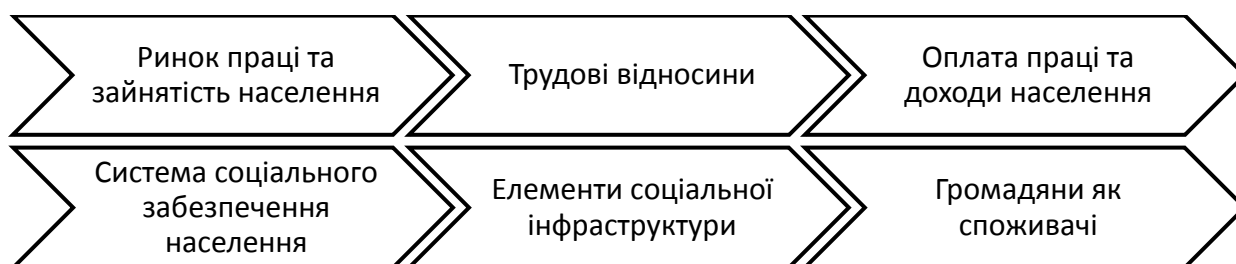 Ринок праці та
зайнятість населення
Трудові відносини
Оплата праці та
доходи населення
Система соціального
забезпечення
населення
Елементи соціальної
інфраструктури
Громадяни як
споживачі